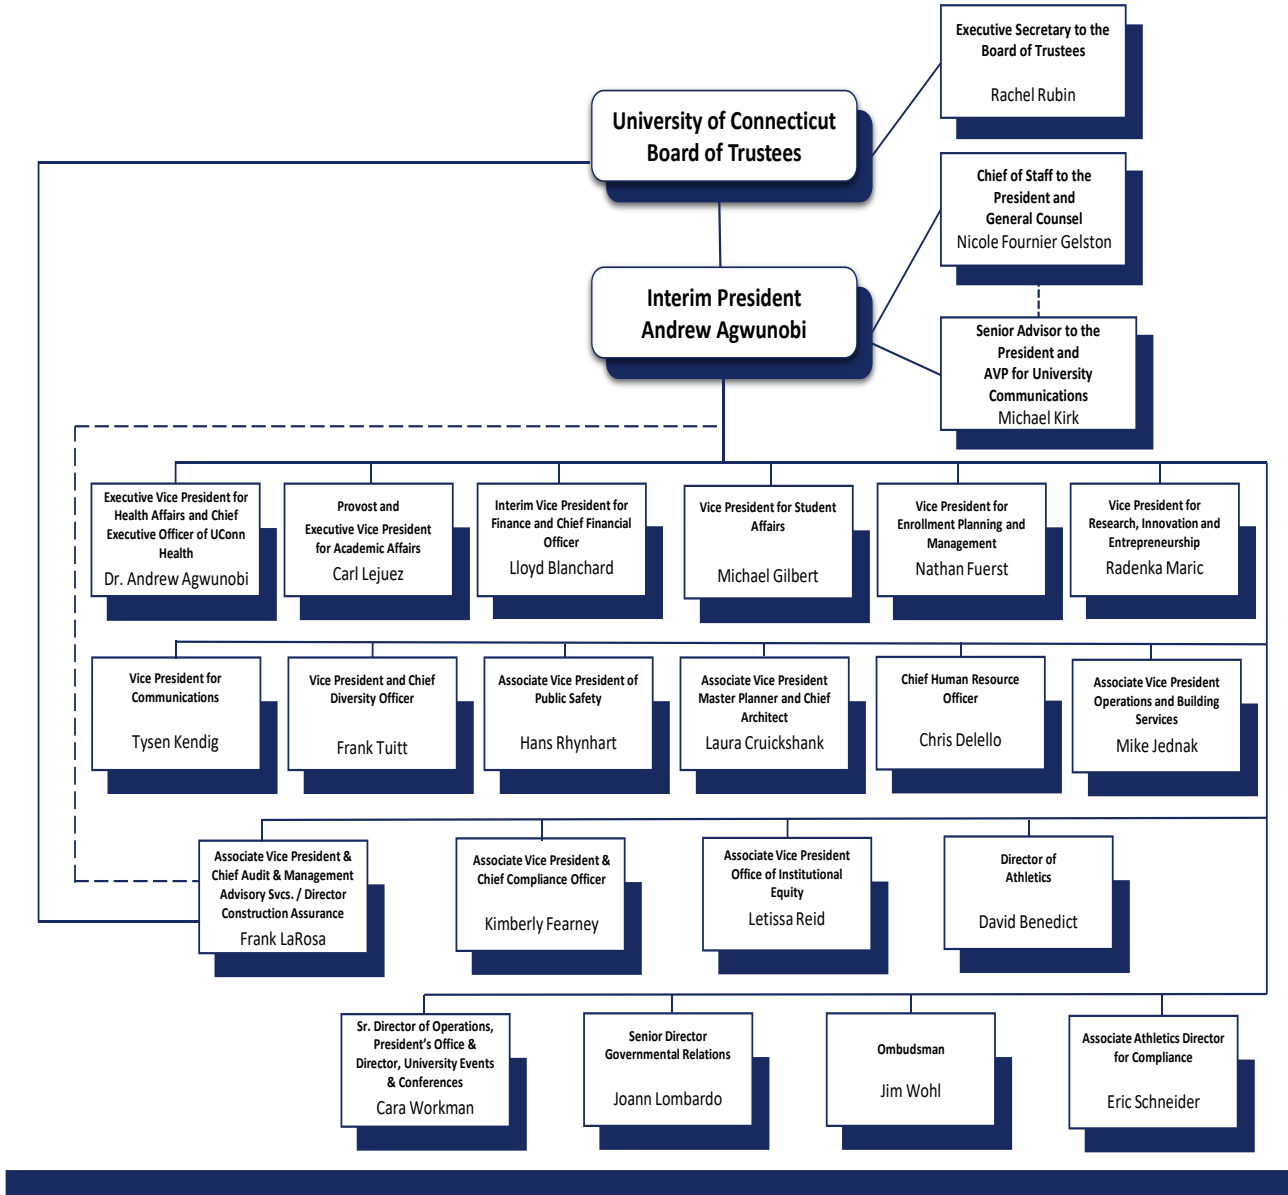 Executive Secretary to the
Board of Trustees
Rachel Rubin
University of Connecticut
Board of Trustees
Chief of Staff to the
President and
General Counsel
Nicole Fournier Gelston
Interim President
Andrew Agwunobi
Senior Advisor to the
President and
AVP for University
Communications
Michael Kirk
Executive Vice President for
Health Affairs and Chief
Executive Officer of UConn
Health
Dr. Andrew Agwunobi
Provost and
Executive Vice President
for Academic Affairs
Carl Lejuez
Interim Vice President for
Finance and Chief Financial
Officer
Lloyd Blanchard
Vice President for Student
Affairs
Michael Gilbert
Vice President for
Enrollment Planning and
Management
Nathan Fuerst
Vice President for
Research, Innovation and
Entrepreneurship
Radenka Maric
Vice President for
Communications
Tysen Kendig
Vice President and Chief
Diversity Officer
Frank Tuitt
Associate Vice President of
Public Safety
Hans Rhynhart
Associate Vice President
Master Planner and Chief
Architect
Laura Cruickshank
Chief Human Resource
Officer
Chris Delello
Associate Vice President
Operations and Building
Services
Mike Jednak
Associate Vice President &
Chief Audit & Management
Advisory Svcs. / Director
Construction Assurance
Frank LaRosa
Associate Vice President &
Chief Compliance Officer
Kimberly Fearney
Associate Vice President
Office of Institutional
Equity
Letissa Reid
Director of
Athletics
David Benedict
Sr. Director of Operations,
President’s Office &
Director, University Events
& Conferences
Cara Workman
Senior Director
Governmental Relations
Joann Lombardo
Ombudsman
Jim Wohl
Associate Athletics Director
for Compliance
Eric Schneider